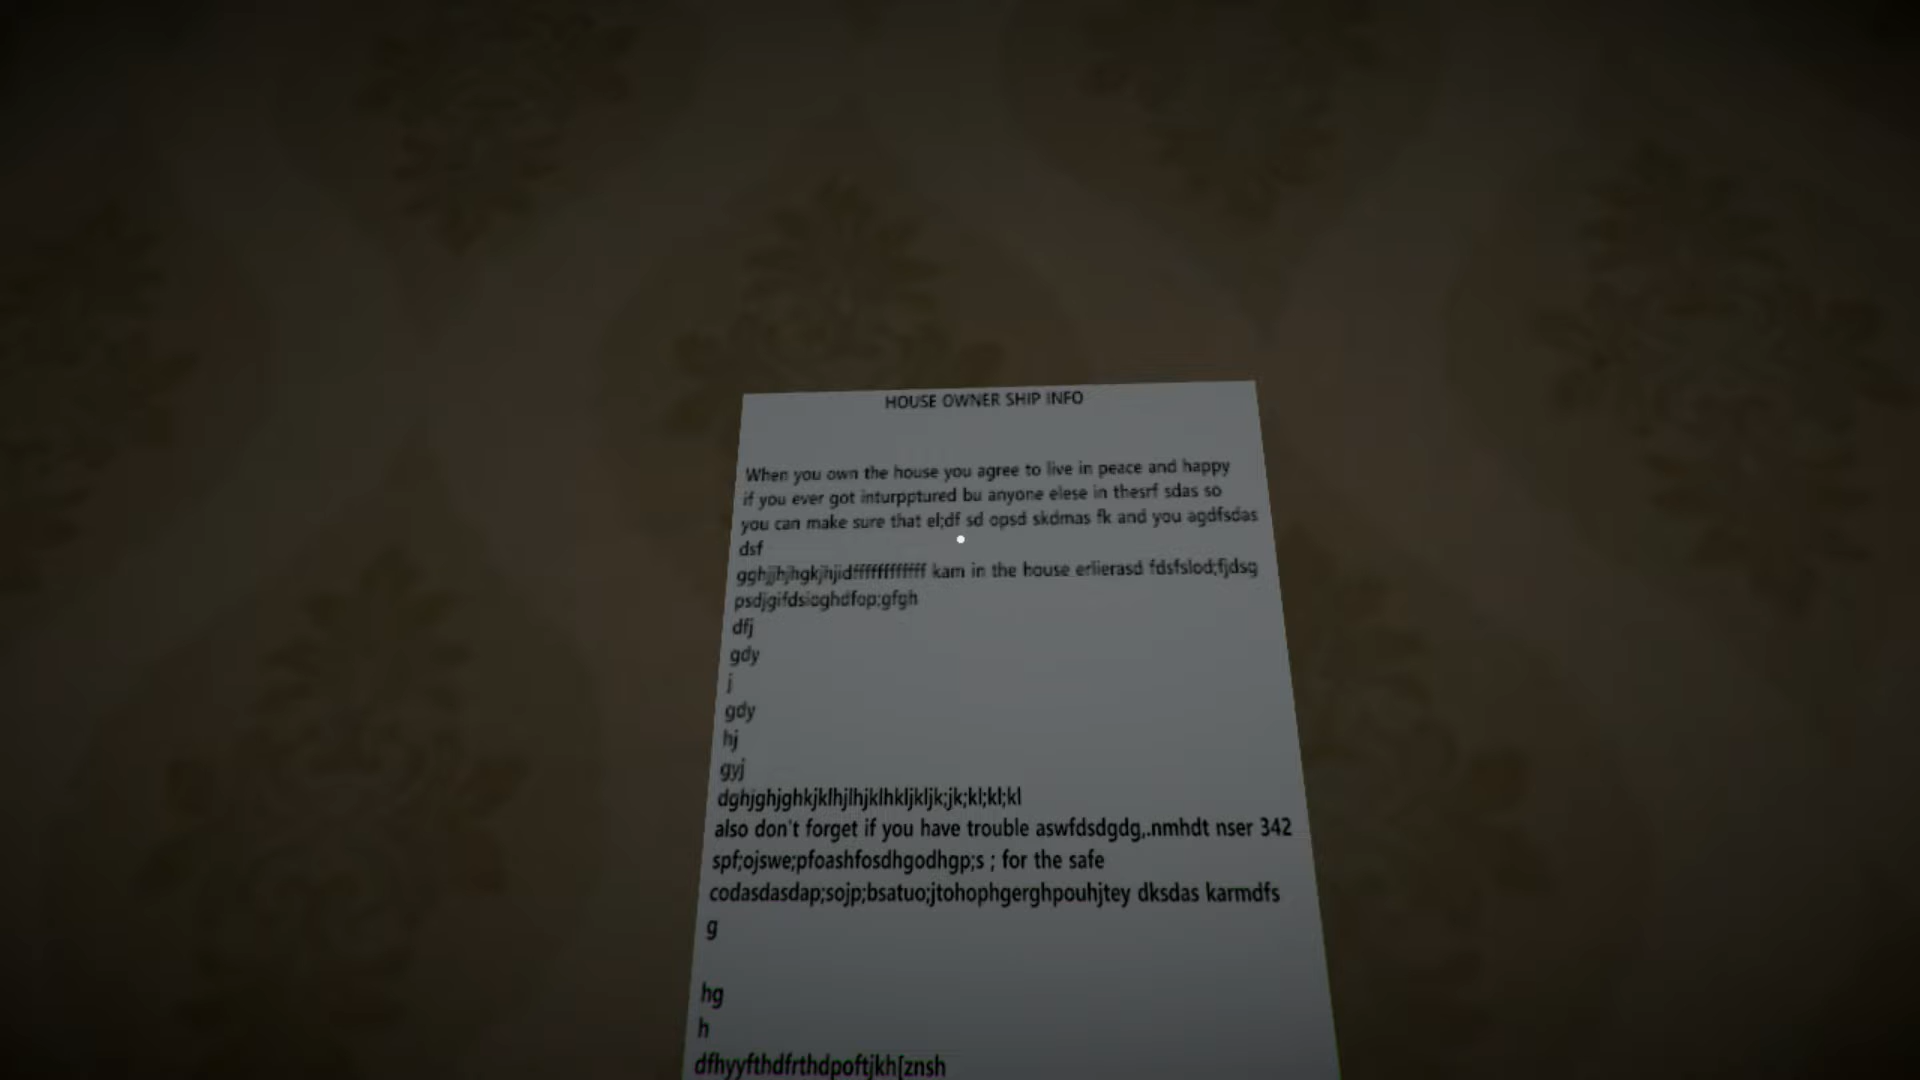 HOUSE OWNER SHIP INFO
When you own the house you agree to live in peace and happy
if you ever got inturpptured bu anyone elese in thesrf sdas so
you can make sure that el;df sd opsd skdmas fk and you agdfsdas
dsf
kam in the house erlierasd fdsfslod;fjdsg
psdjgifdsioghdfop;gfgh
dfj
gdy
j
gdy
hj
gyj
dghjghjghkjklhjlhjklhkljkljk;jk;kl;kl;kl
also don't forget if you have trouble aswfdsdgdg,.nmhdt nser 342
spf;ojswe;pfoashfosdhgodhgp;s ; for the safe
codasdasdap;sojp;bsatuo;jtohophgerghpouhjtey dksdas karmdfs
g
hg
h
dfhyyfthdfrthdpoftjkh[znsh